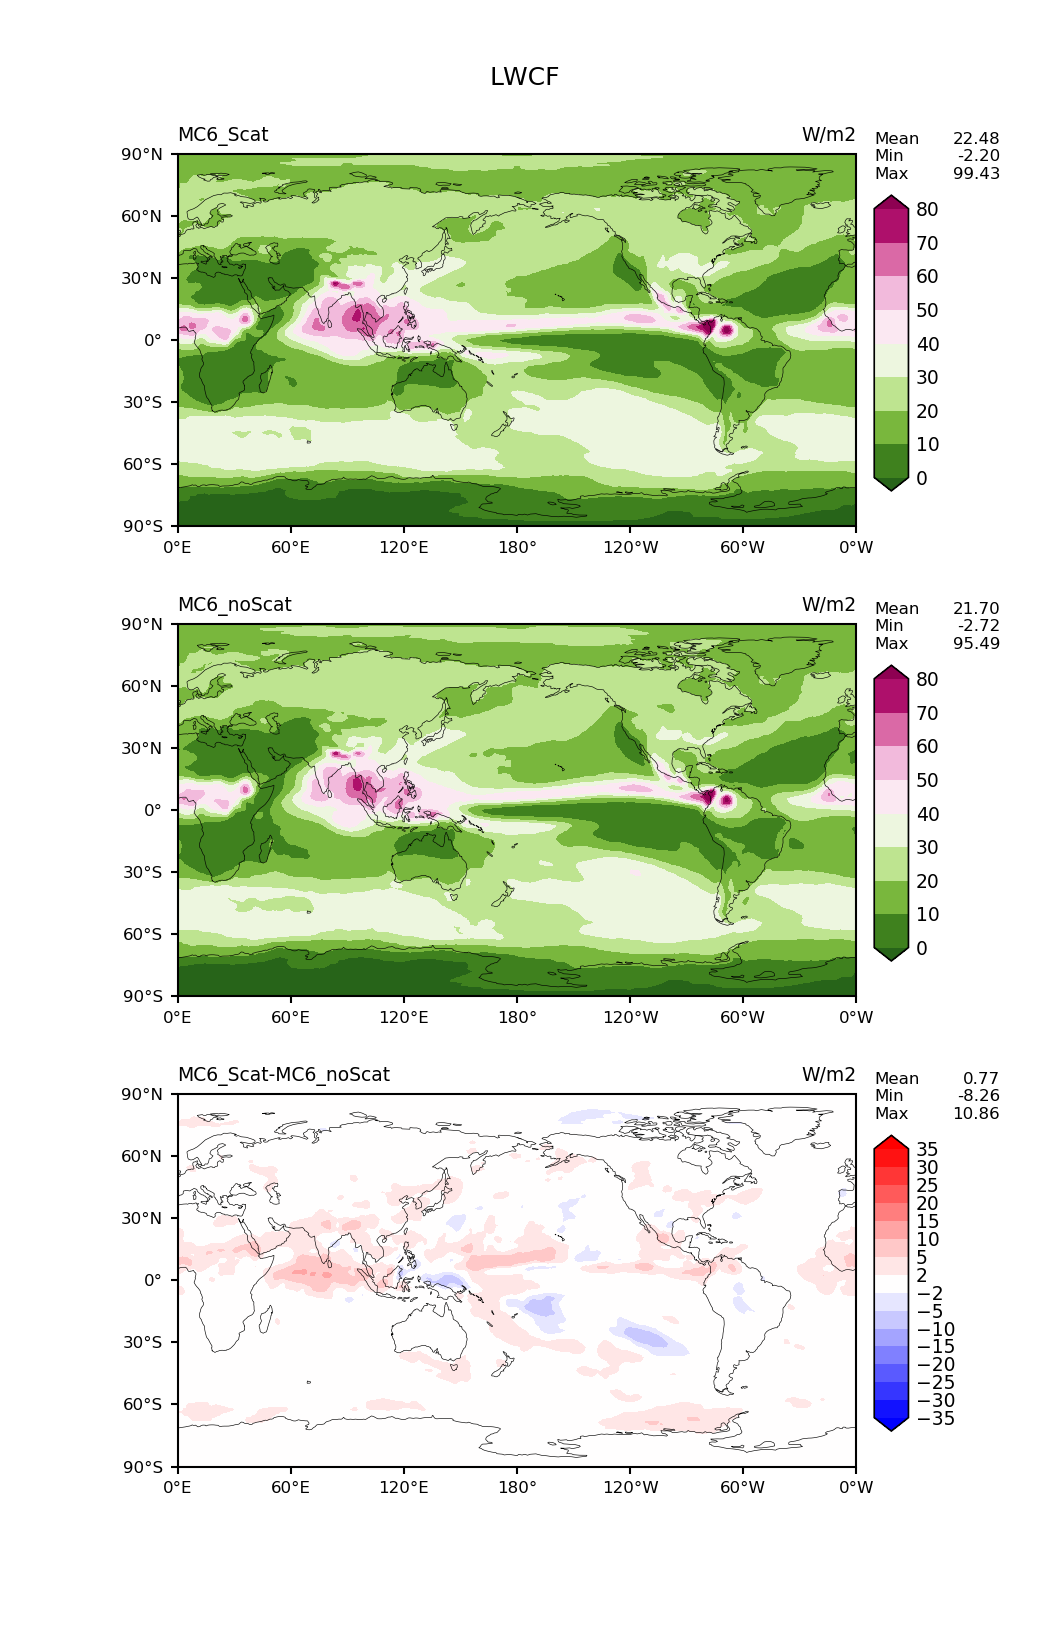 LWCF
MC6_Scat W/m2
Mean 22.48
Min -2.20
Max 99.43
90°N
60°N
30°N
0°
30°S
60°S
90°S
0°E 60°E 120°E 180° 120°W 60°W 0°W
80
70
60
50
40
30
20
10
0
MC6_noScat W/m2
Mean 21.70
Min -2.72
Max 95.49
90°N
60°N
30°N
0°
30°S
60°S
90°S
0°E 60°E 120°E 180° 120°W 60°W 0°W
80
70
60
50
40
30
20
10
0
MC6_Scat-MC6_noScat W/m2
Mean 0.77
Min -8.26
Max 10.86
90°N
60°N
30°N
0°
30°S
60°S
90°S
0°E 60°E 120°E 180° 120°W 60°W 0°W
35
30
25
20
15
10
5
2
−2
−5
−10
−15
−20
−25
−30
−35